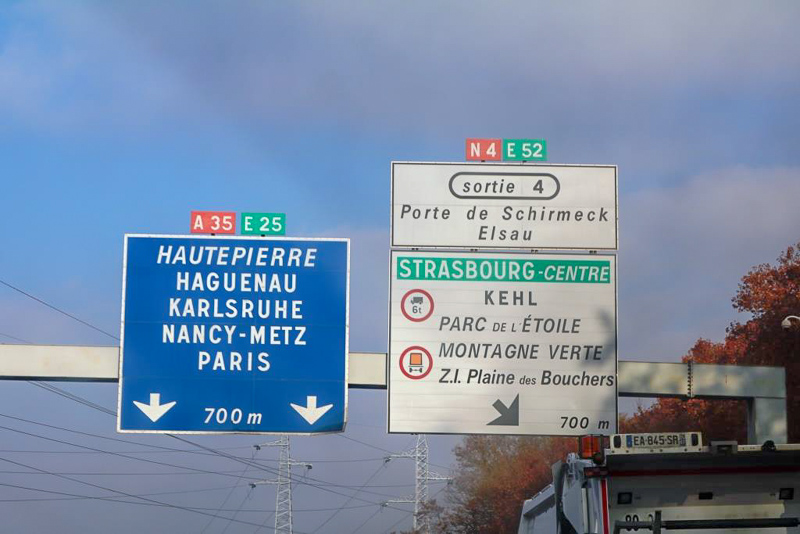 A 35 E 25
HAUTEPIERRE
HAGUENAU
KARLSRUHE
NANCY-METZ
PARIS
700 m
N 4 E 52
sortie 4
Porte de Schirmeck
Elsau
STRASBOURG-CENTRE
KEHL
6t
PARC DE L'ÉTOILE
MONTAGNE VERTE
Z.I. Plaine des Bouchers
700 m
EA-845-SR
80